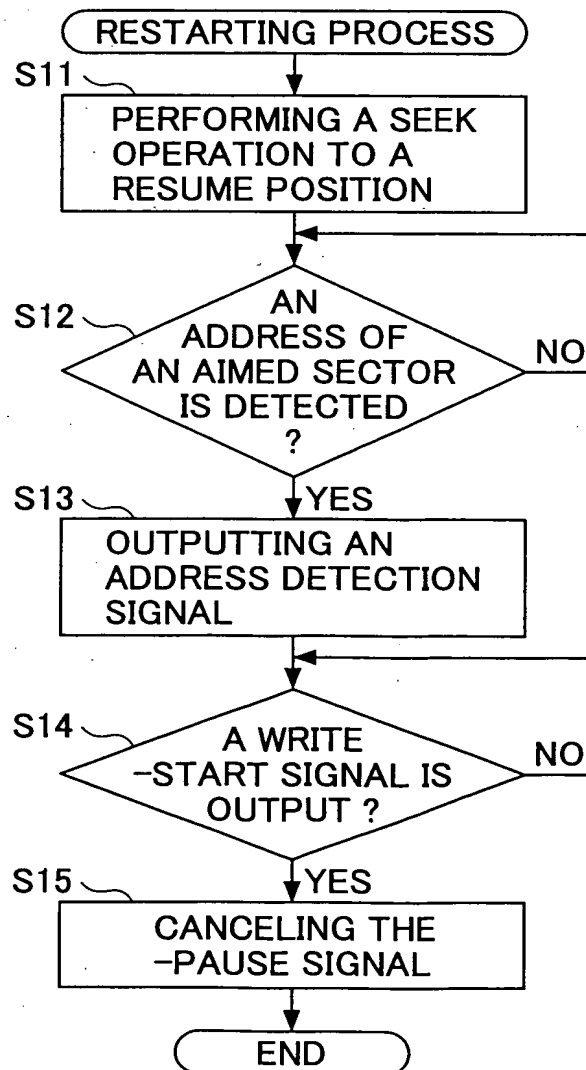 RESTARTING PROCESS
S11
PERFORMING A SEEK
OPERATION TO A
RESUME POSITION
S12
AN
ADDRESS OF
AN AIMED SECTOR
IS DETECTED
?
NO
YES
S13
OUTPUTTING AN
ADDRESS DETECTION
SIGNAL
S14
A WRITE
-START SIGNAL IS
OUTPUT ?
NO
YES
S15
CANCELING THE
-PAUSE SIGNAL
END